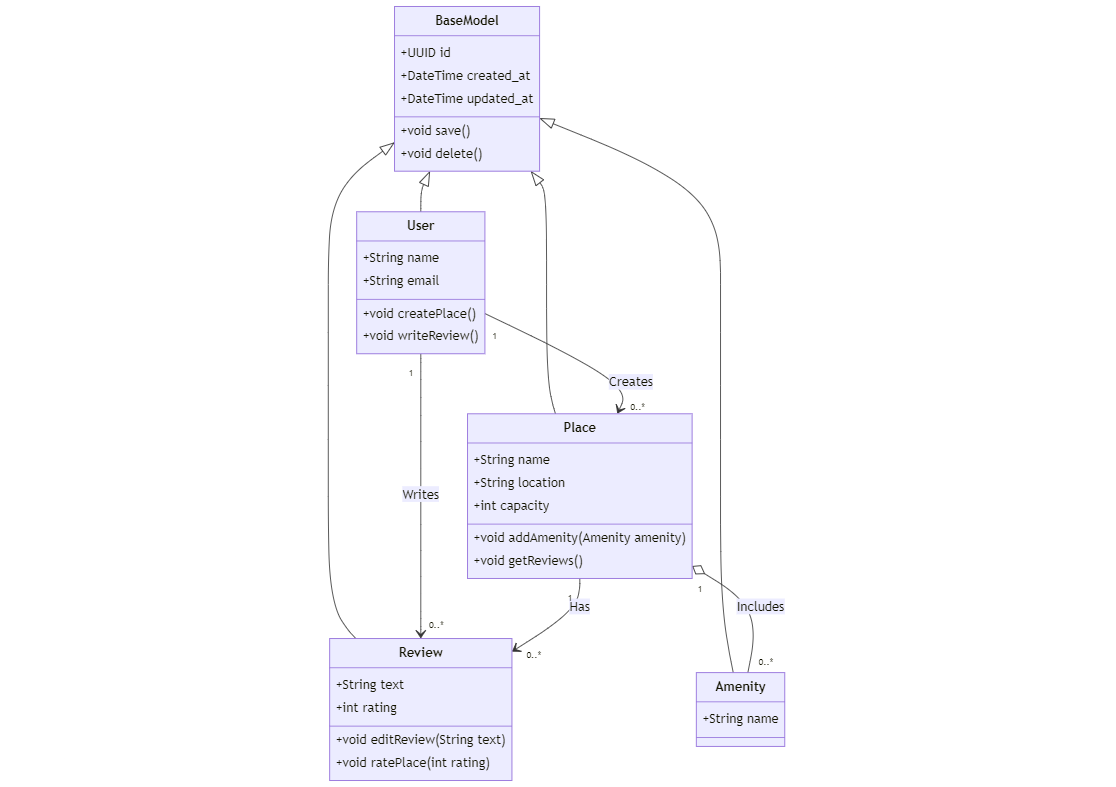 BaseModel
+UUID id
+DateTime created_at
+DateTime updated_at
+void save()
+void delete()
User
+String name
+String email
+void createPlace()
+void writeReview()
1
1
Creates
0..*
Place
+String name
+String location
+int capacity
+void addAmenity(Amenity amenity)
+void getReviews()
Writes
1
Has
1
Includes
0..*
0..*
0..*
Review
+String text
+int rating
+void editReview(String text)
+void ratePlace(int rating)
Amenity
+String name